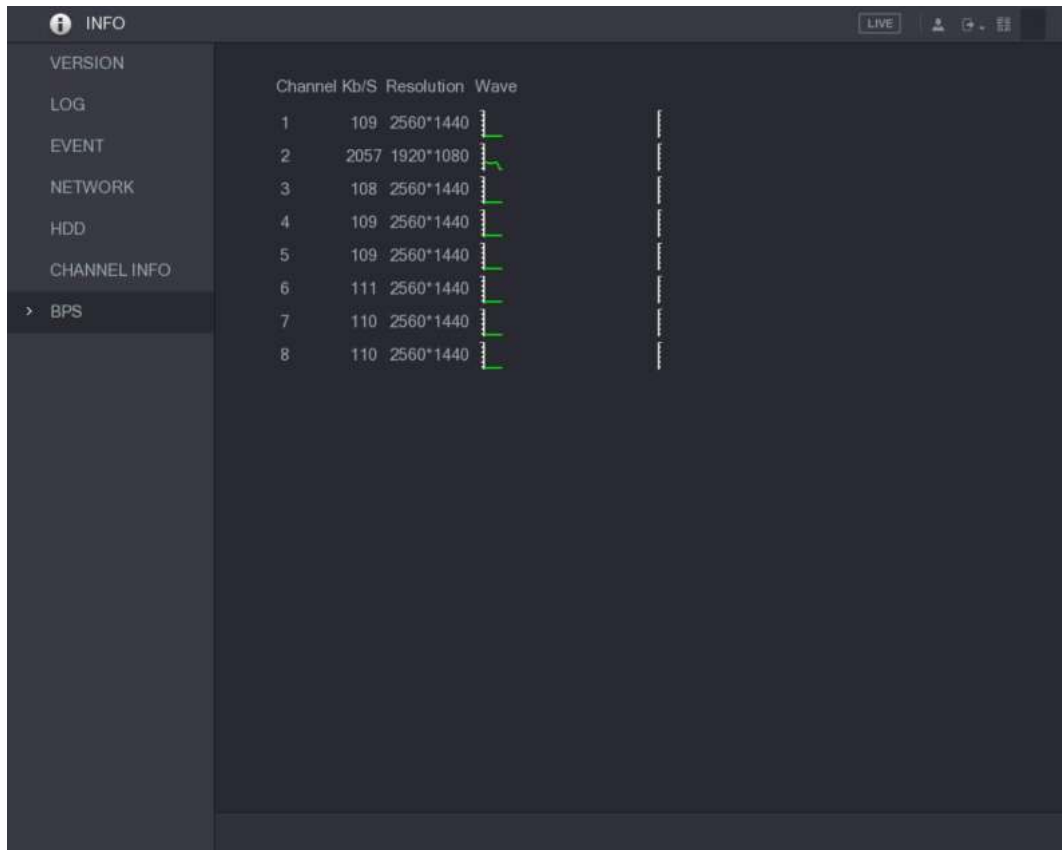 INFO
LIVE
VERSION
LOG
EVENT
NETWORK
HDD
CHANNEL INFO
> BPS
Channel Kb/S Resolution Wave
1 109 2560*1440
2 2057 1920*1080
3 108 2560*1440
4 109 2560*1440
5 109 2560*1440
6 111 2560*1440
7 110 2560*1440
8 110 2560*1440